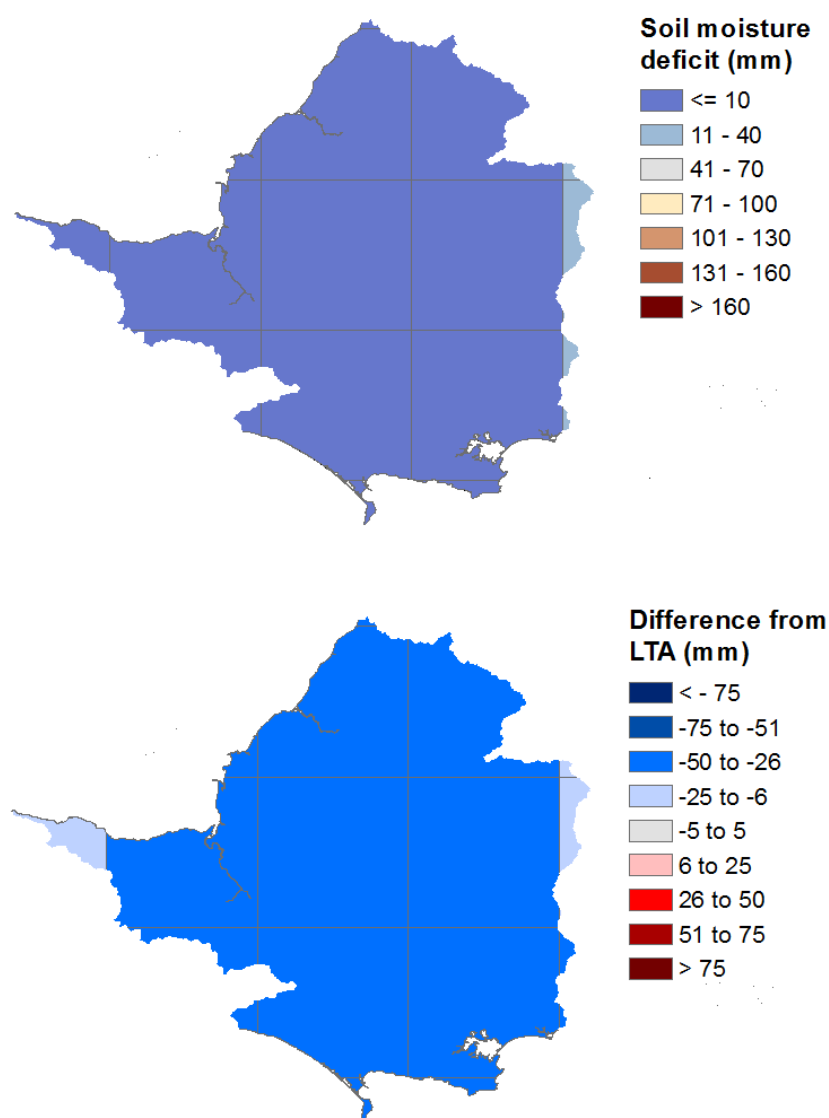 Soil moisture
deficit (mm)
<= 10
11 - 40
41 - 70
71 - 100
101 - 130
131 - 160
> 160
Difference from
LTA (mm)
< - 75
-75 to -51
-50 to -26
-25 to -6
-5 to 5
6 to 25
26 to 50
51 to 75
> 75